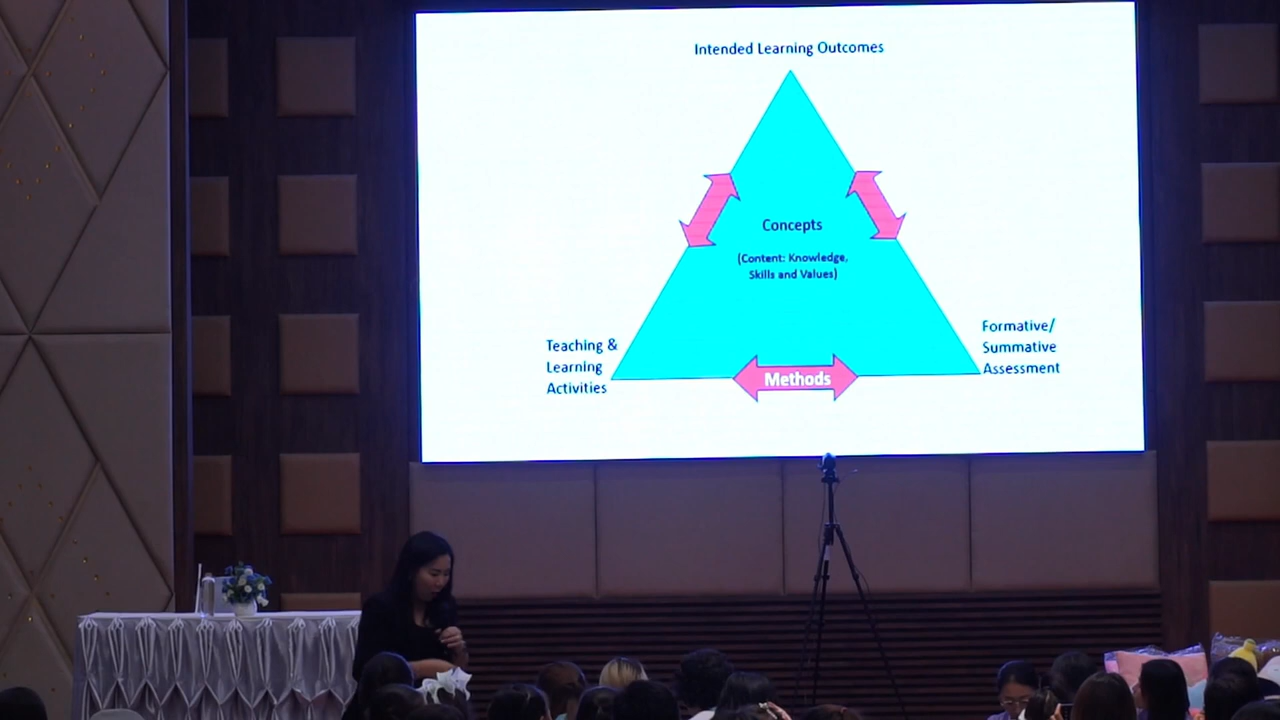 Intended Learning Outcomes
Concepts
(Content: Knowledge,
Skills and Values)
Teaching &
Learning
Activities
Methods
Formative/
Summative
Assessment